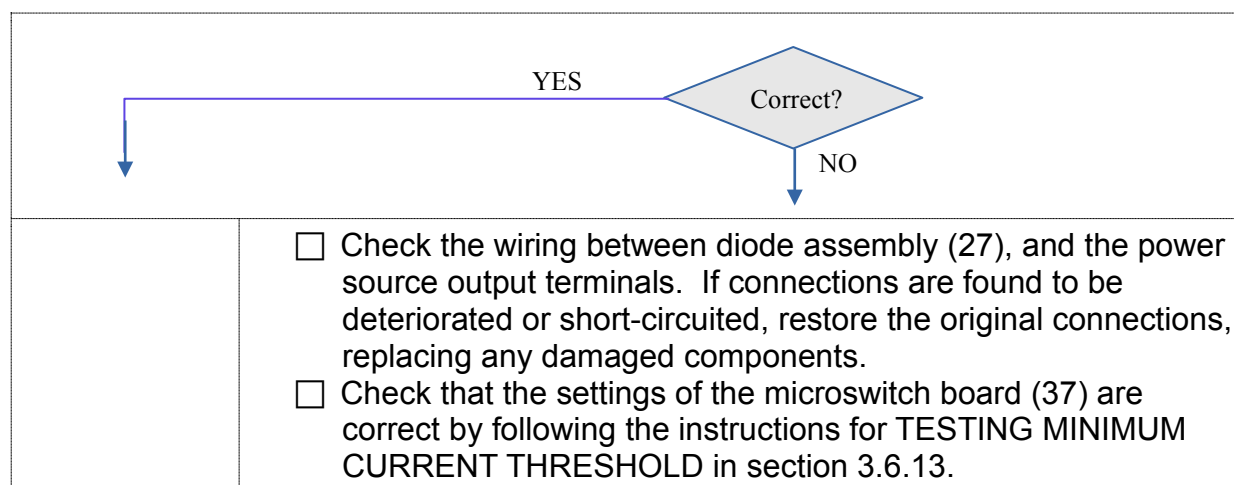 YES
Correct?
NO
☐ Check the wiring between diode assembly (27), and the power
source output terminals.  If connections are found to be
deteriorated or short-circuited, restore the original connections,
replacing any damaged components.
☐ Check that the settings of the microswitch board (37) are
correct by following the instructions for TESTING MINIMUM
CURRENT THRESHOLD in section 3.6.13.